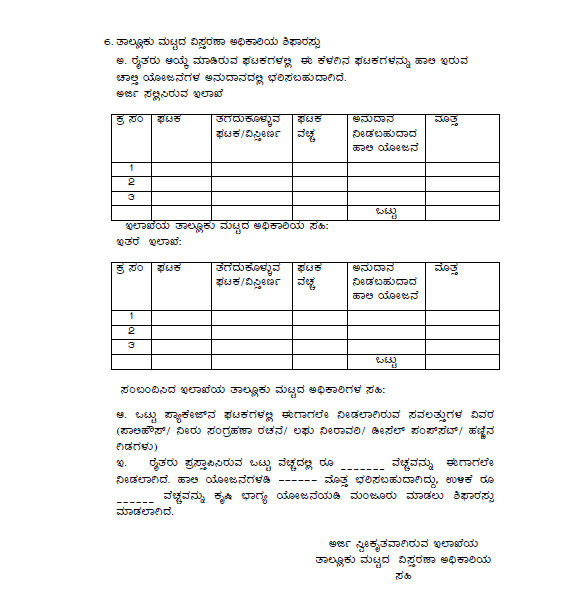 6. ತಾಲ್ಲೂಕು ಮಟ್ಟದ ವಿಸ್ತರಣಾ ಅಧಿಕಾರಿಯ ಶಿಫಾರಸ್ಸು
ಅ. ರೈತರು ಆಯ್ಕೆ ಮಾಡಿರುವ ಘಟಕಗಳಲ್ಲಿ ಈ ಕೆಳಗಿನ ಘಟಕಗಳನ್ನು ಹಾಲಿ ಇರುವ
ಚಾಲ್ತಿ ಯೋಜನೆಗಳ ಅನುದಾನದಲ್ಲಿ ಭರಿಸಬಹುದಾಗಿದೆ.
ಅರ್ಜಿ ಸಲ್ಲಿಸಿರುವ ಇಲಾಖೆ
ಕ್ರ ಸಂ ಘಟಕ ತೆಗೆದುಕೊಳ್ಳುವ ಘಟಕ ಅನುದಾನ ಮೊತ್ತ
ಘಟಕ/ವಿಸ್ತೀರ್ಣ ವೆಚ್ಚ ನೀಡಬಹುದಾದ
ಹಾಲಿ ಯೋಜನೆ
1
2
3
ಒಟ್ಟು
ಇಲಾಖೆಯ ತಾಲ್ಲೂಕು ಮಟ್ಟದ ಅಧಿಕಾರಿಯ ಸಹಿ:
ಇತರೆ ಇಲಾಖೆ:
ಕ್ರ ಸಂ ಘಟಕ ತೆಗೆದುಕೊಳ್ಳುವ ಘಟಕ ಅನುದಾನ ಮೊತ್ತ
ಘಟಕ/ವಿಸ್ತೀರ್ಣ ವೆಚ್ಚ ನೀಡಬಹುದಾದ
ಹಾಲಿ ಯೋಜನೆ
1
2
3
ಒಟ್ಟು
ಸಂಬಂಧಿಸಿದ ಇಲಾಖೆಯ ತಾಲ್ಲೂಕು ಮಟ್ಟದ ಅಧಿಕಾರಿಗಳ ಸಹಿ:
ಆ. ಒಟ್ಟು ಪ್ಯಾಕೇಜ್‌ನ ಘಟಕಗಳಲ್ಲಿ ಈಗಾಗಲೇ ನೀಡಲಾಗಿರುವ ಸವಲತ್ತುಗಳ ವಿವರ
(ಪಾಲಿಹೌಸ್/ ನೀರು ಸಂಗ್ರಹಣಾ ರಚನೆ/ ಲಘು ನೀರಾವರಿ/ ಡೀಸೆಲ್ ಪಂಪ್‌ಸೆಟ್/ ಹಣ್ಣಿನ
ಗಿಡಗಳು)
ಇ. ರೈತರು ಪ್ರಸ್ತಾಪಿಸಿರುವ ಒಟ್ಟು ವೆಚ್ಚದಲ್ಲಿ ರೂ _______ ವೆಚ್ಚವನ್ನು ಈಗಾಗಲೇ
ನೀಡಲಾಗಿದೆ. ಹಾಲಿ ಯೋಜನೆಗಳಡಿ ------ ಮೊತ್ತ ಭರಿಸಬಹುದಾಗಿದ್ದು, ಉಳಿಕೆ ರೂ
______ ವೆಚ್ಚವನ್ನು ಕೃಷಿ ಭಾಗ್ಯ ಯೋಜನೆಯಡಿ ಮಂಜೂರು ಮಾಡಲು ಶಿಫಾರಸ್ಸು
ಮಾಡಲಾಗಿದೆ.
ಅರ್ಜಿ ಸ್ವೀಕೃತವಾಗಿರುವ ಇಲಾಖೆಯ
ತಾಲ್ಲೂಕು ಮಟ್ಟದ ವಿಸ್ತರಣಾ ಅಧಿಕಾರಿಯ
ಸಹಿ